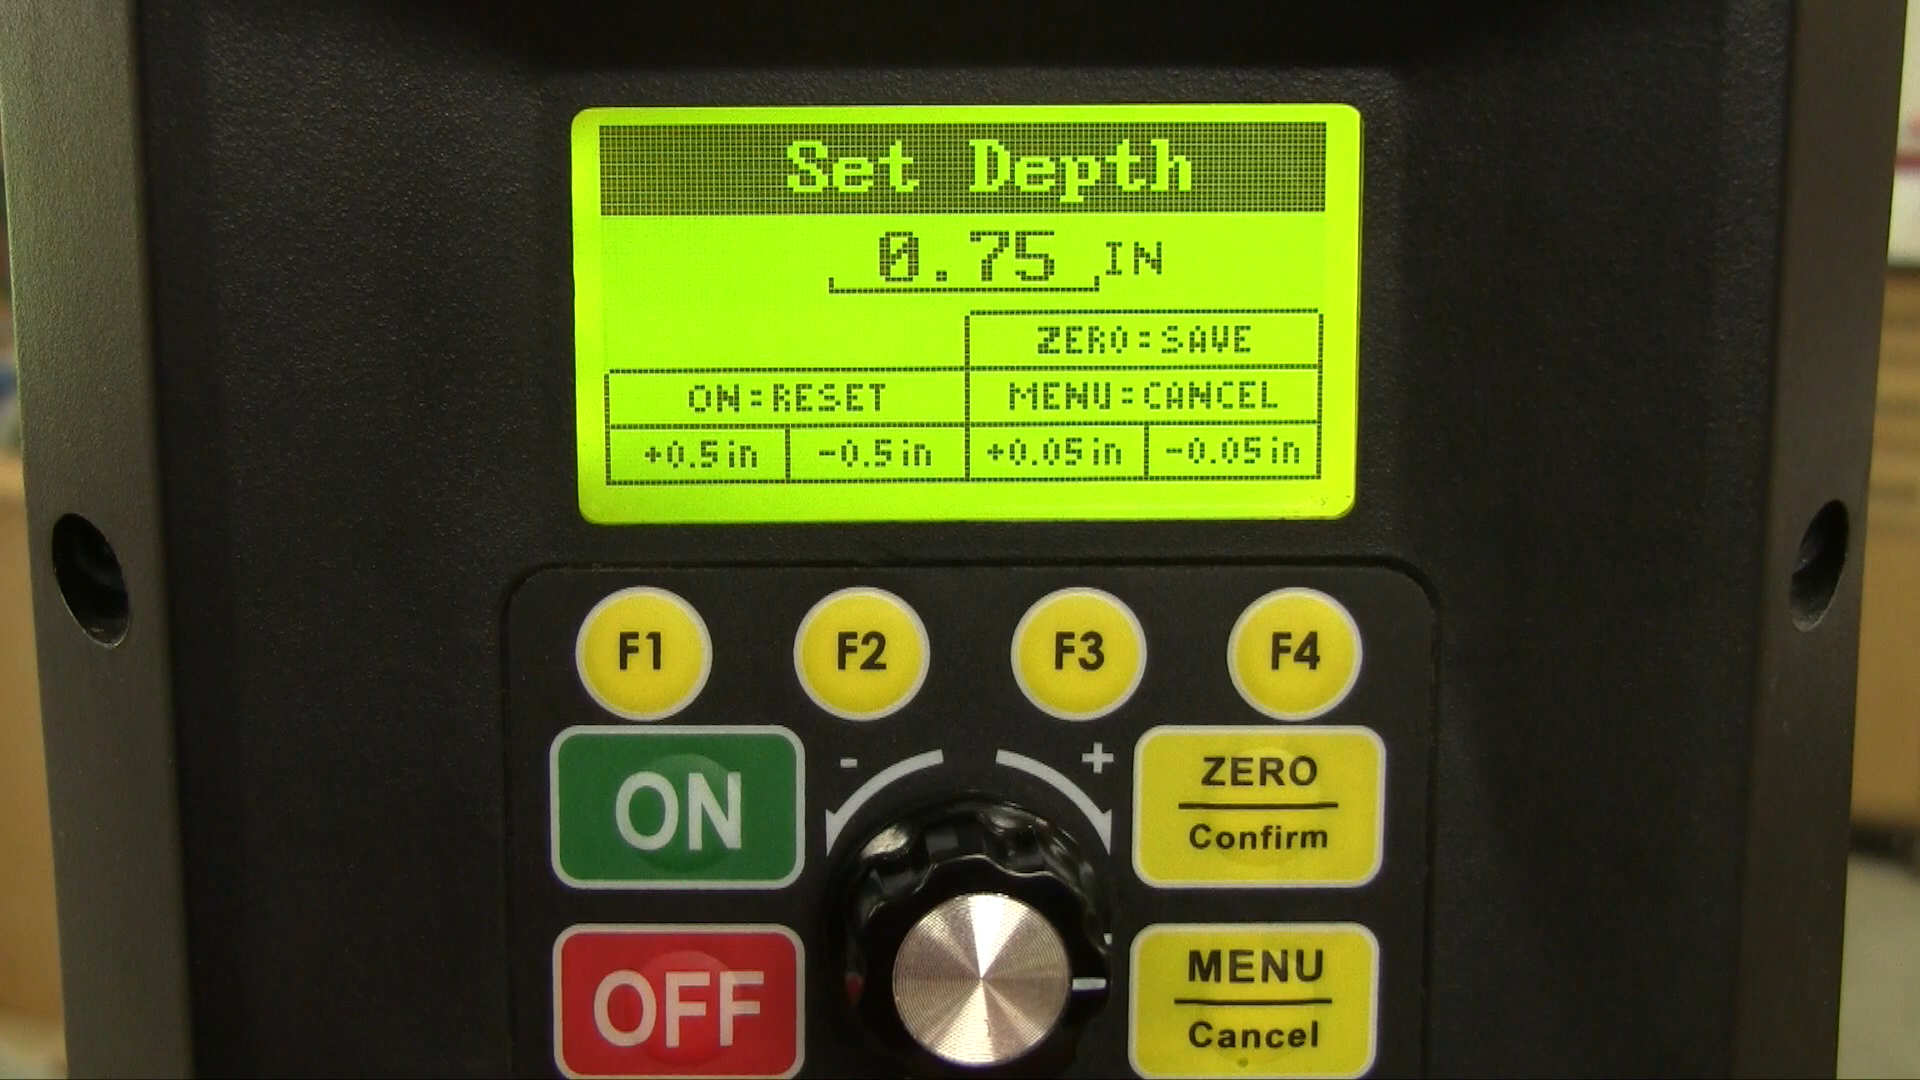 Set Depth
0.75 IN
ZERO:SAVE
ON:RESET MENU:CANCEL
+0.5in -0.5in +0.05in -0.05in
F1 F2 F3 F4
- +
ON ZERO
Confirm
OFF MENU
Cancel